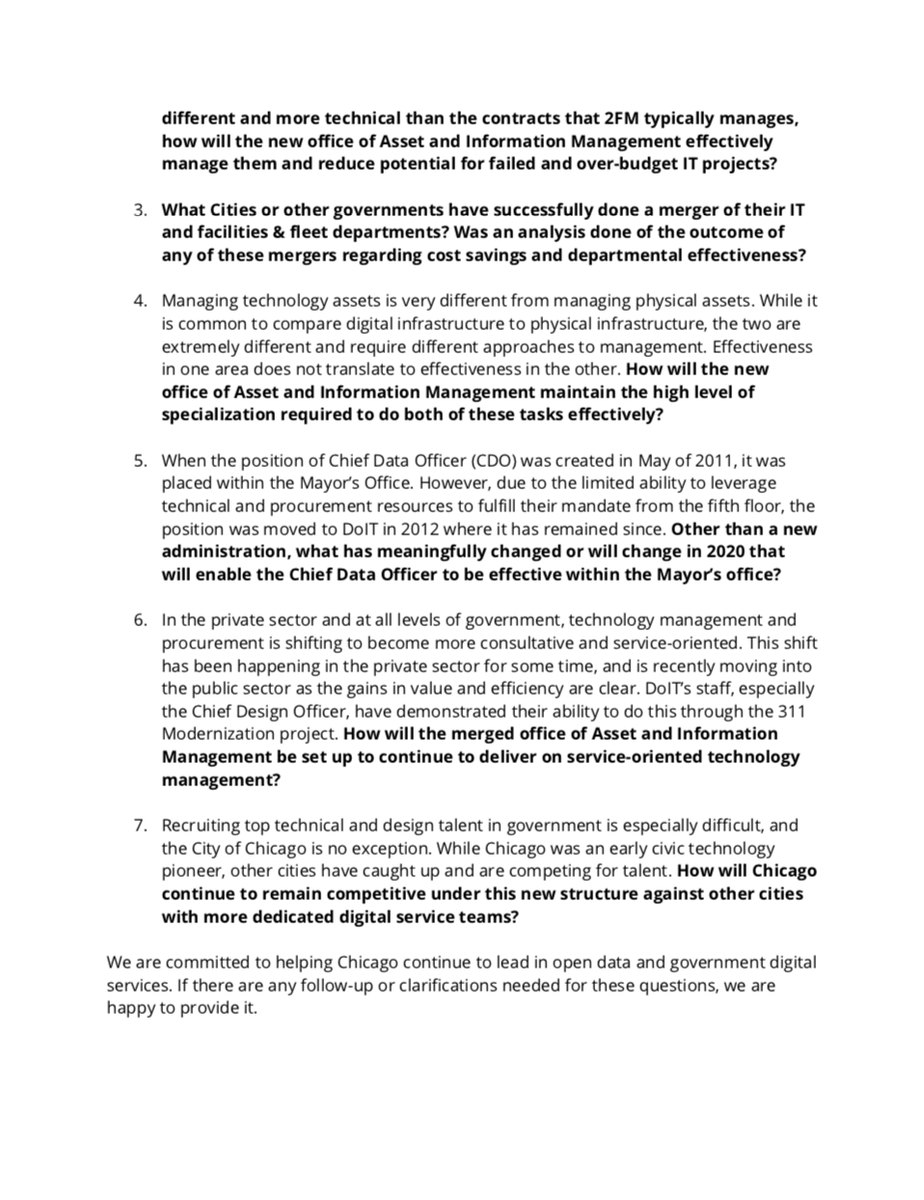 different and more technical than the contracts that 2FM typically manages,
how will the new office of Asset and Information Management effectively
manage them and reduce potential for failed and over-budget IT projects?
3. What Cities or other governments have successfully done a merger of their IT
and facilities & fleet departments? Was an analysis done of the outcome of
any of these mergers regarding cost savings and departmental effectiveness?
4. Managing technology assets is very different from managing physical assets. While it
is common to compare digital infrastructure to physical infrastructure, the two are
extremely different and require different approaches to management. Effectiveness
in one area does not translate to effectiveness in the other. How will the new
office of Asset and Information Management maintain the high level of
specialization required to do both of these tasks effectively?
5. When the position of Chief Data Officer (CDO) was created in May of 2011, it was
placed within the Mayor’s Office. However, due to the limited ability to leverage
technical and procurement resources to fulfill their mandate from the fifth floor, the
position was moved to DoIT in 2012 where it has remained since. Other than a new
administration, what has meaningfully changed or will change in 2020 that
will enable the Chief Data Officer to be effective within the Mayor’s office?
6. In the private sector and at all levels of government, technology management and
procurement is shifting to become more consultative and service-oriented. This shift
has been happening in the private sector for some time, and is recently moving into
the public sector as the gains in value and efficiency are clear. DoIT’s staff, especially
the Chief Design Officer, have demonstrated their ability to do this through the 311
Modernization project. How will the merged office of Asset and Information
Management be set up to continue to deliver on service-oriented technology
management?
7. Recruiting top technical and design talent in government is especially difficult, and
the City of Chicago is no exception. While Chicago was an early civic technology
pioneer, other cities have caught up and are competing for talent. How will Chicago
continue to remain competitive under this new structure against other cities
with more dedicated digital service teams?
We are committed to helping Chicago continue to lead in open data and government digital
services. If there are any follow-up or clarifications needed for these questions, we are
happy to provide it.